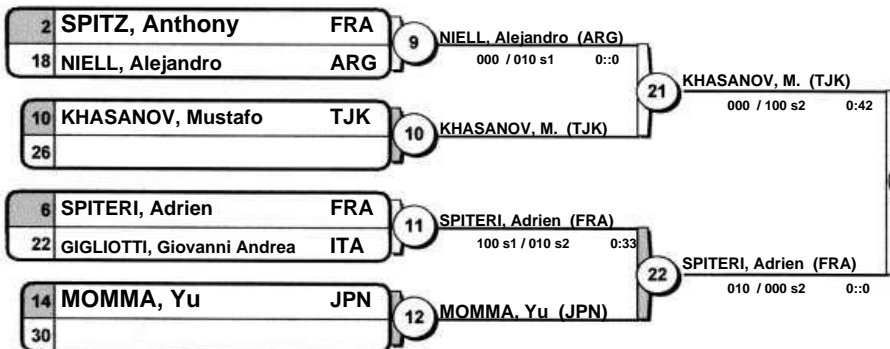 2 SPITZ, Anthony FRA
18 NIELL, Alejandro ARG
9
NIELL, Alejandro (ARG)
000 / 010 s1 0::0
10 KHASANOV, Mustafo TJK
26
10
KHASANOV, M. (TJK)
21
KHASANOV, M. (TJK)
000 / 100 s2 0:42
6 SPITERI, Adrien FRA
22 GIGLIOTTI, Giovanni Andrea ITA
11
SPITERI, Adrien (FRA)
100 s1 / 010 s2 0:33
14 MOMMA, Yu JPN
30
12
MOMMA, Yu (JPN)
22
SPITERI, Adrien (FRA)
010 / 000 s2 0::0